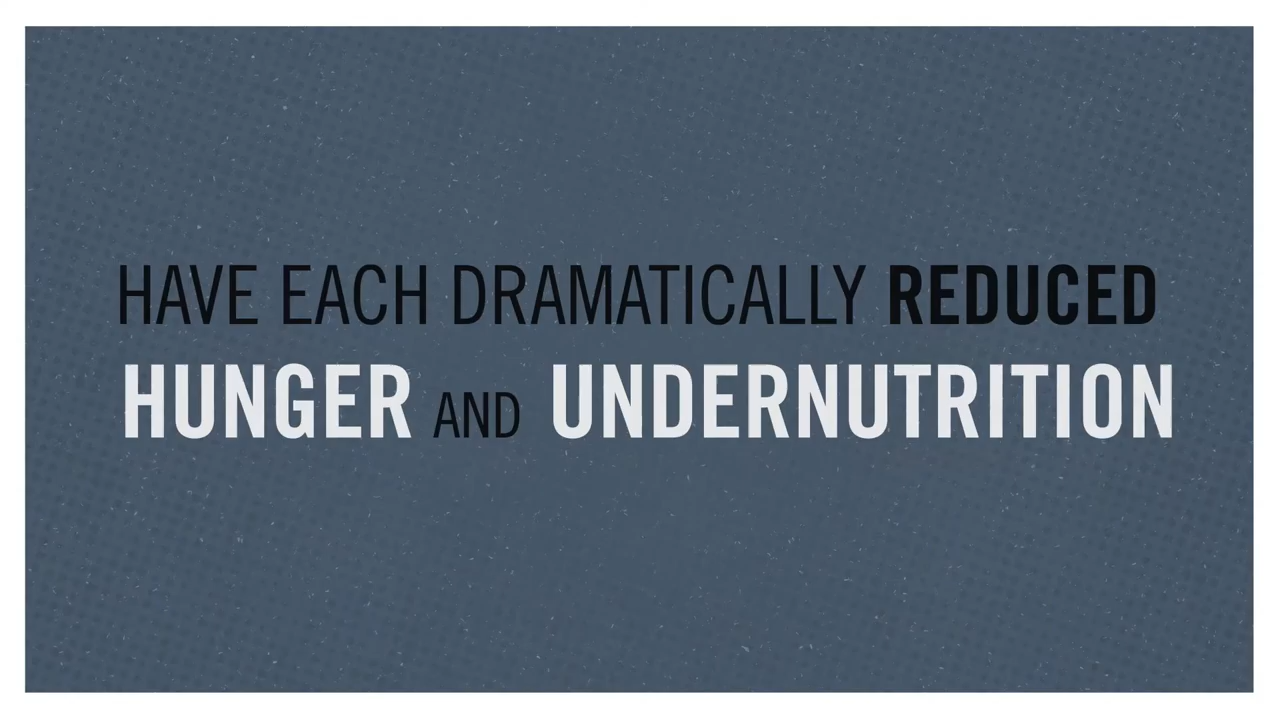 HAVE EACH DRAMATICALLY REDUCED
HUNGER AND UNDERNUTRITION